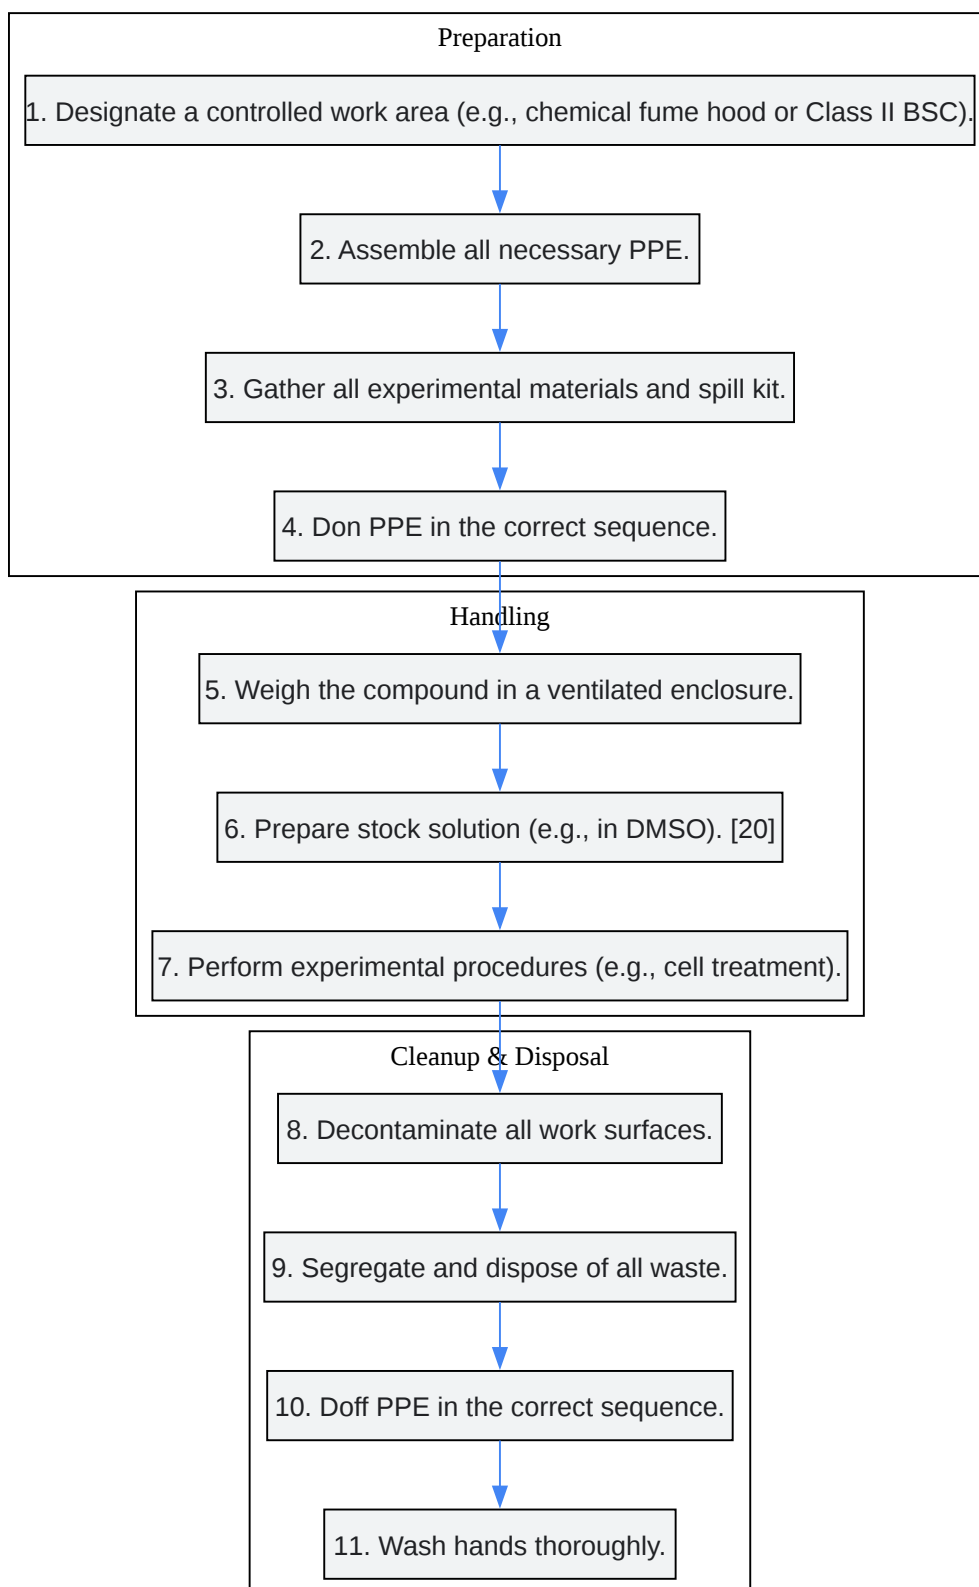 Preparation
1. Designate a controlled work area (e.g., chemical fume hood or Class II BSC).
2. Assemble all necessary PPE.
3. Gather all experimental materials and spill kit.
4. Don PPE in the correct sequence.
Handling
5. Weigh the compound in a ventilated enclosure.
6. Prepare stock solution (e.g., in DMSO). [20]
7. Perform experimental procedures (e.g., cell treatment).
Cleanup & Disposal
8. Decontaminate all work surfaces.
9. Segregate and dispose of all waste.
10. Doff PPE in the correct sequence.
11. Wash hands thoroughly.